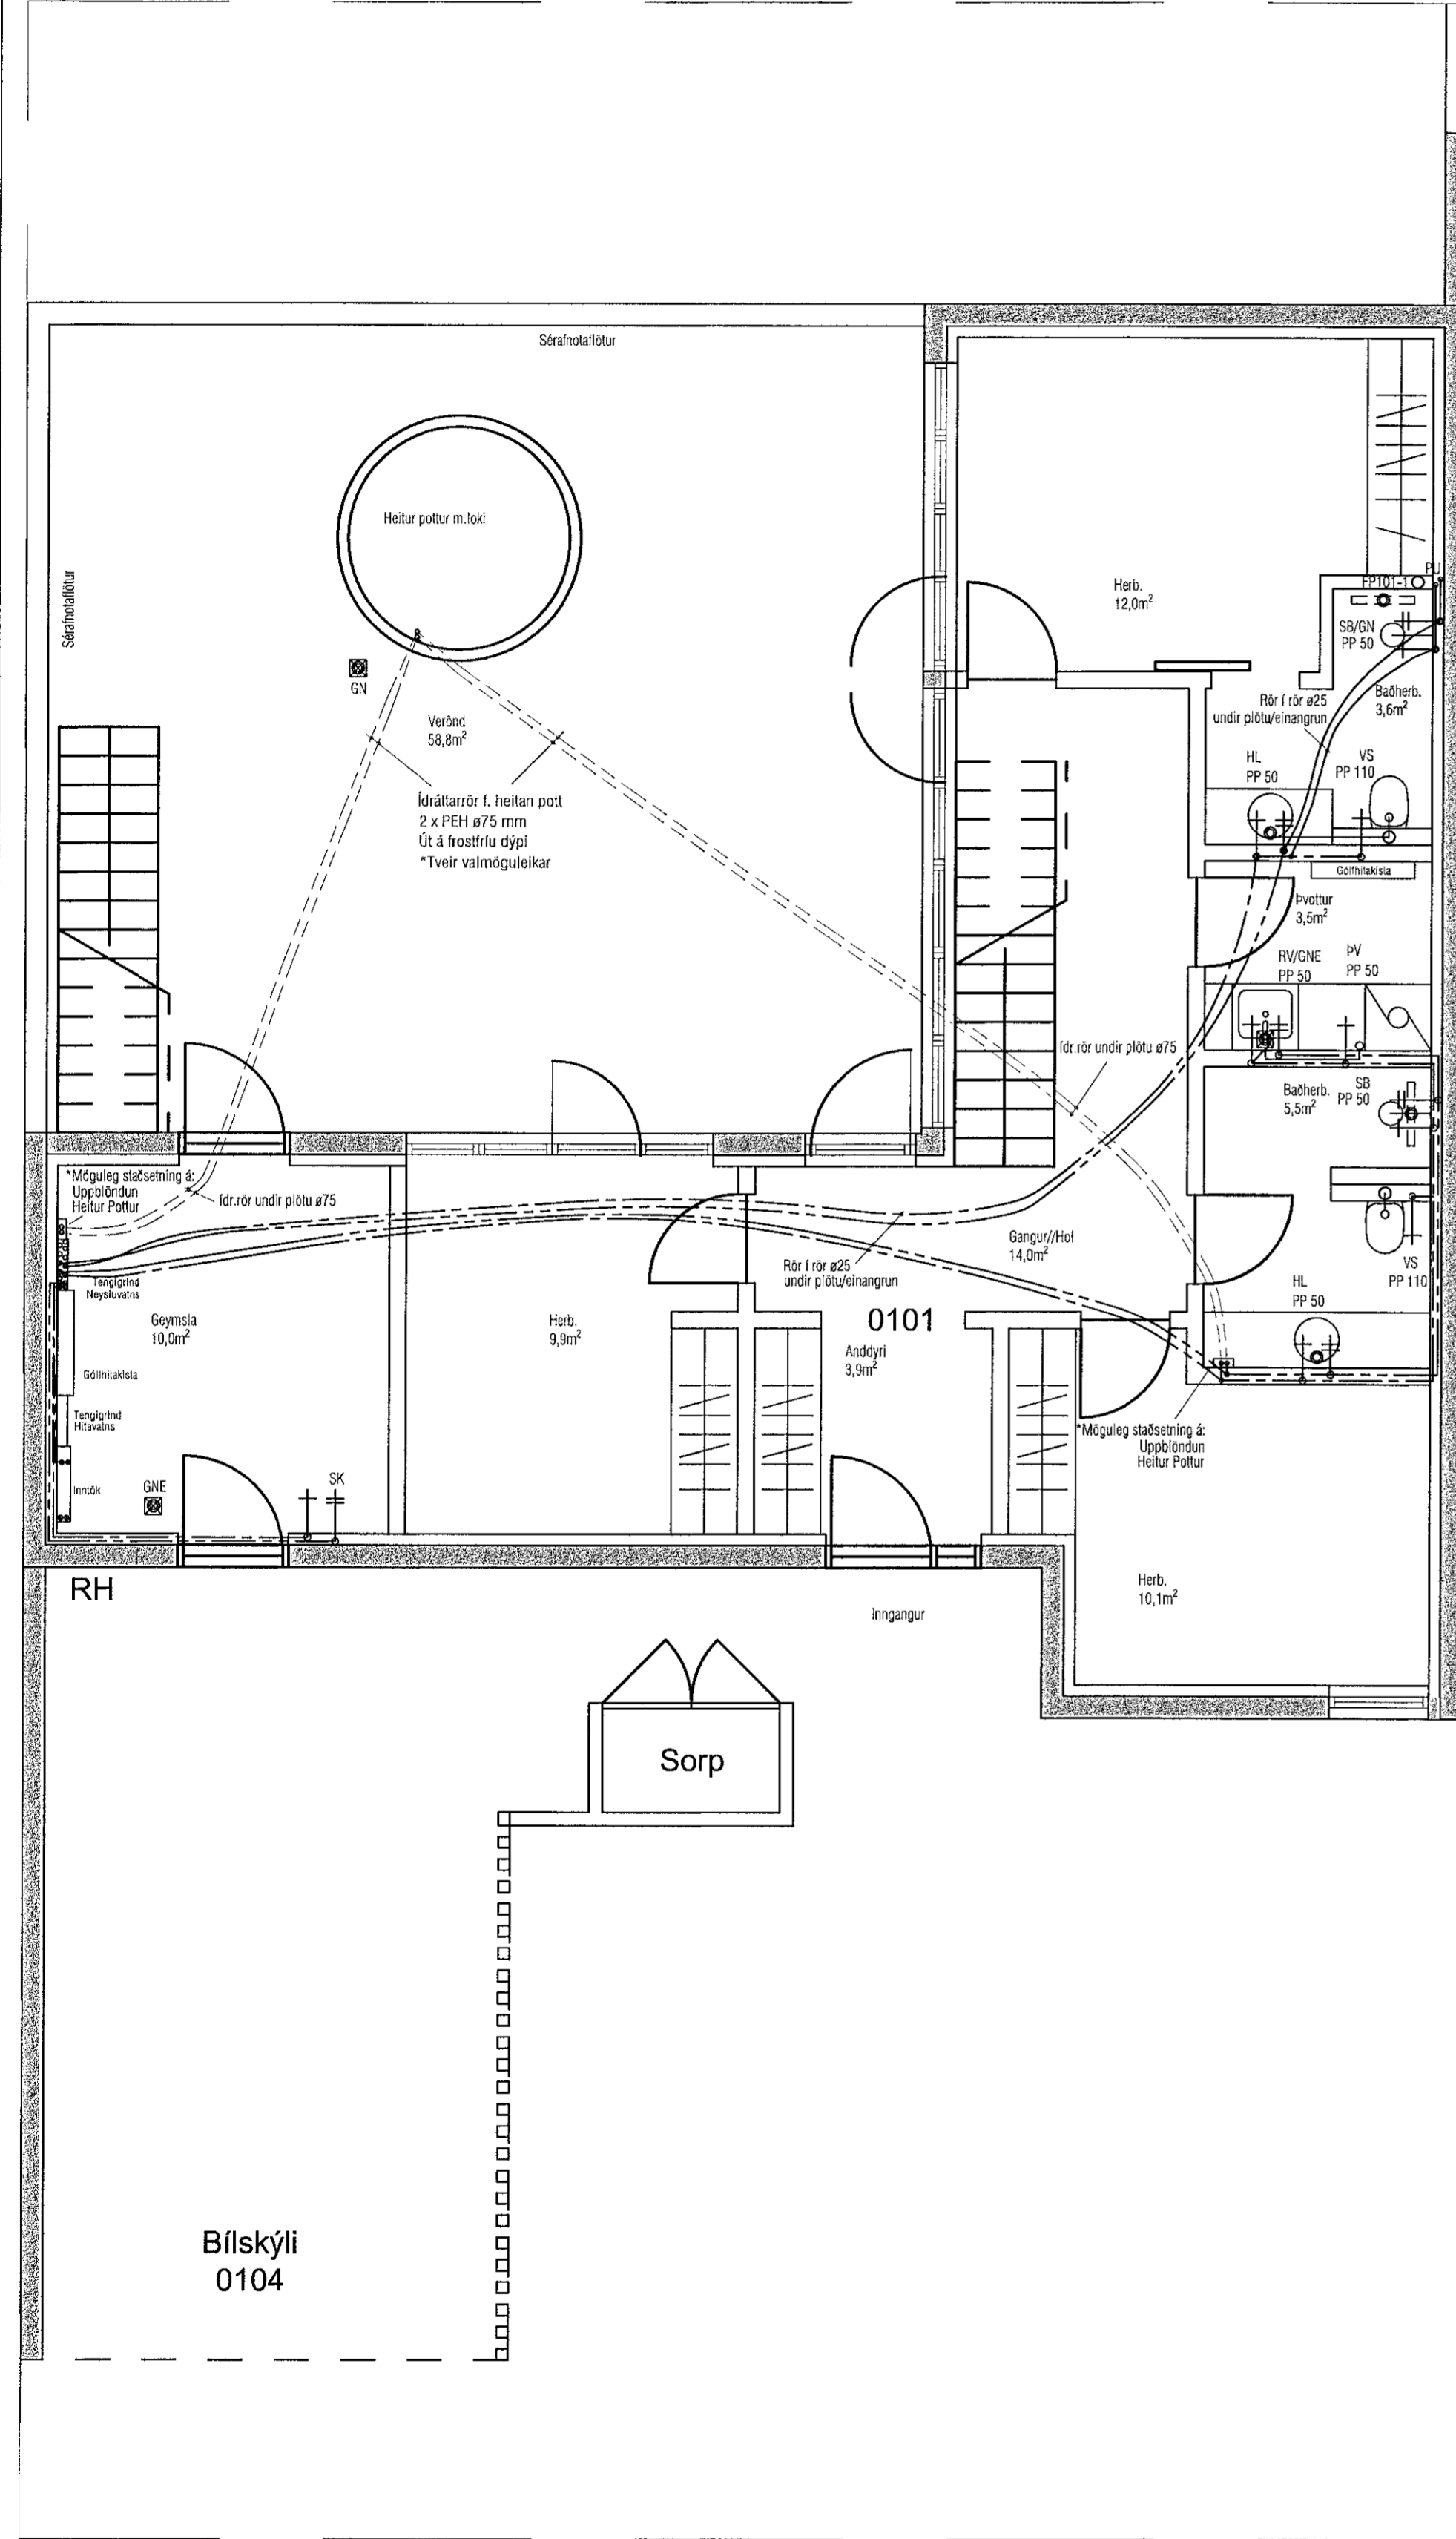 Sérafnotaflötur
Sérafnotaflötur
Heitur pottur m.loki
GN
Verönd
58,8m²
Ídráttarrör f. heitan pott
2 x PEH ø75 mm
Út á frostfríu dýpi
*Tveir valmöguleikar
Herb.
12,0m²
PU
FP101-1
SB/GN
PP 50
Rör í rör ø25
undir plötu/einangrun
Baðherb.
3,6m²
HL
PP 50
VS
PP 110
Gólfhitakista
Þvottur
3,5m²
RV/GNE
PP 50
ÞV
PP 50
Ídr.rör undir plötu ø75
Baðherb.
5,5m²
SB
PP 50
*Möguleg staðsetning á:
Uppblöndun
Heitur Pottur
Ídr.rör undir plötu ø75
Tengigrind
Neysluvatns
Geymsla
10,0m²
Gólfhitakista
Tengigrind
Hitavatns
Inntök
GNE
SK
Herb.
9,9m²
Rör í rör ø25
undir plötu/einangrun
0101
Anddyri
3,9m²
Gangur//Hof
14,0m²
VS
PP 110
HL
PP 50
*Möguleg staðsetning á:
Uppblöndun
Heitur Pottur
Herb.
10,1m²
RH
Inngangur
Sorp
Bílskýli
0104